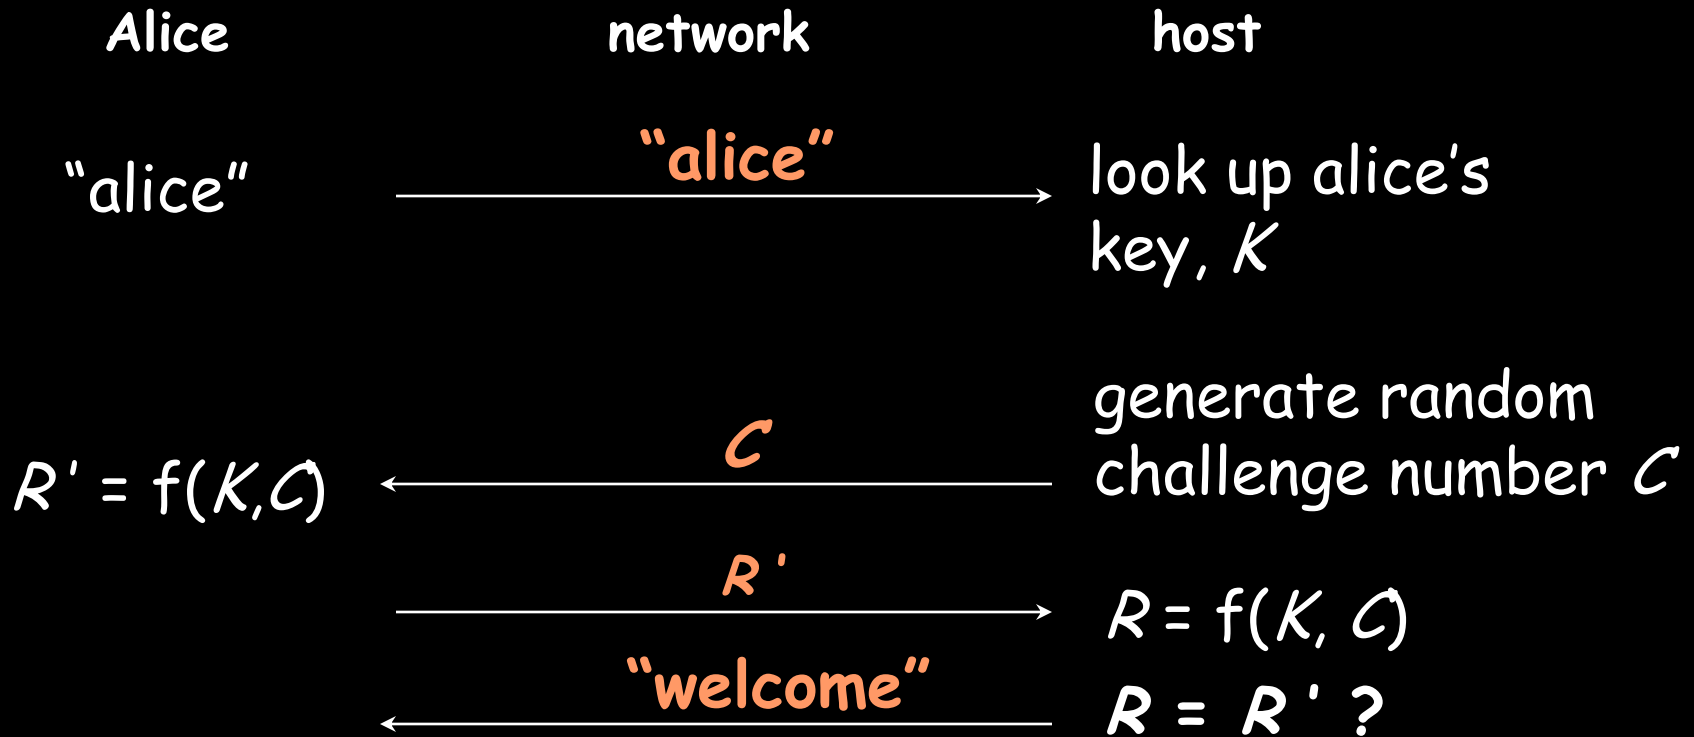 Alice network host
“alice” “alice” look up alice’s
key, K
generate random
C challenge number C
R ' = f(K,C)
R ' R = f(K, C)
“welcome” R = R ' ?